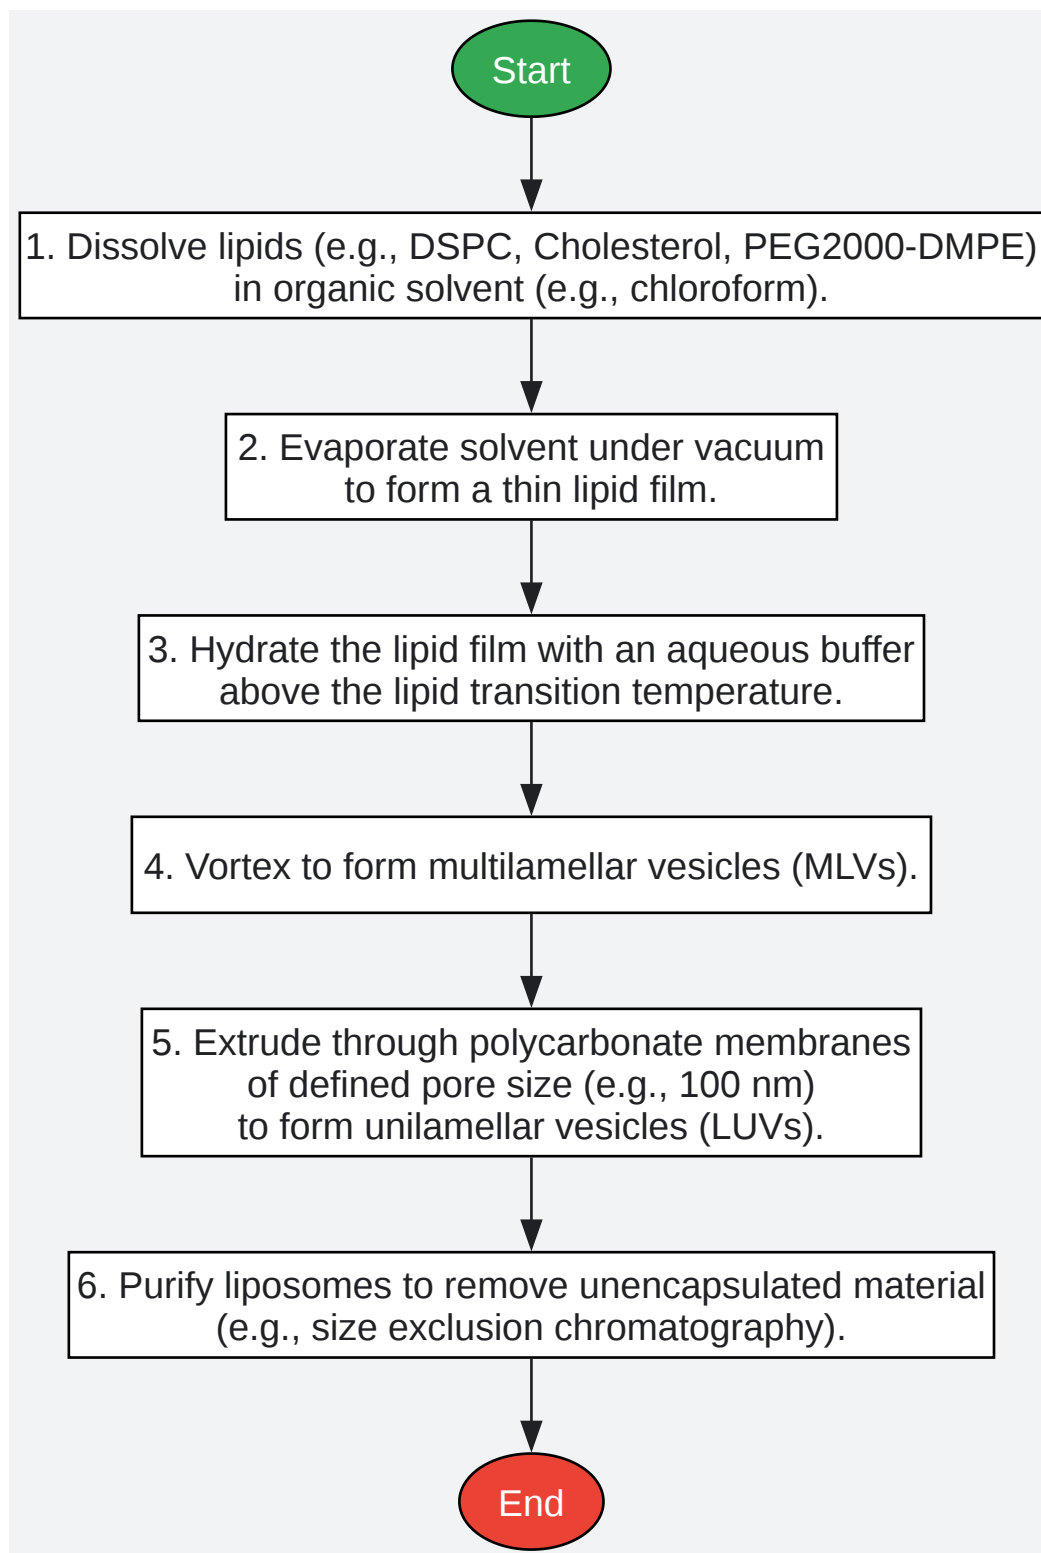 Start
1. Dissolve lipids (e.g., DSPC, Cholesterol, PEG2000-DMPE)
in organic solvent (e.g., chloroform).
2. Evaporate solvent under vacuum
to form a thin lipid film.
3. Hydrate the lipid film with an aqueous buffer
above the lipid transition temperature.
4. Vortex to form multilamellar vesicles (MLVs).
5. Extrude through polycarbonate membranes
of defined pore size (e.g., 100 nm)
to form unilamellar vesicles (LUVs).
6. Purify liposomes to remove unencapsulated material
(e.g., size exclusion chromatography).
End